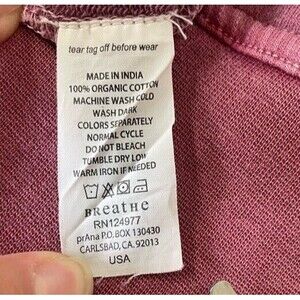 tear tag off before wear
MADE IN INDIA
100% ORGANIC COTTON
MACHINE WASH COLD
WASH DARK
COLORS SEPARATELY
NORMAL CYCLE
DO NOT BLEACH
TUMBLE DRY LOW
WARM IRON IF NEEDED
BREATHE
RN124977
prAna P.O.BOX 130430
CARLSBAD, CA. 92013
USA